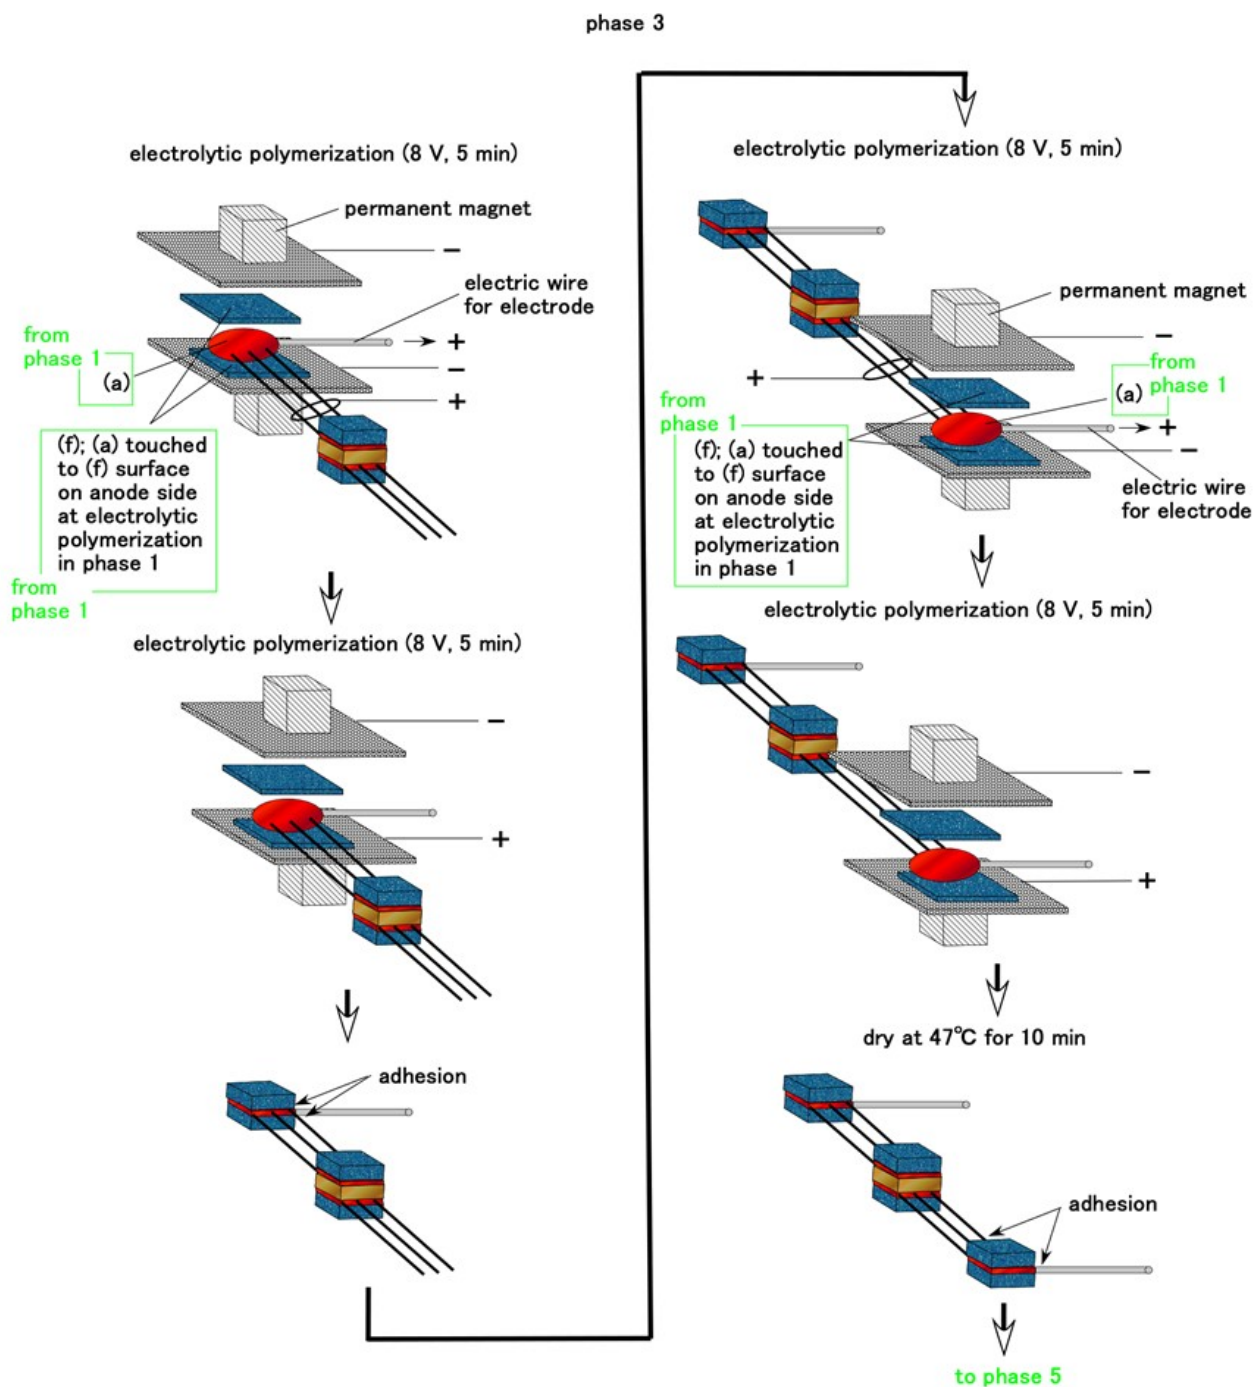 phase 3
electrolytic polymerization (8 V, 5 min)
permanent magnet
−
electric wire
for electrode
+
from
phase 1
(a)
−
+
(f); (a) touched
to (f) surface
on anode side
at electrolytic
polymerization
in phase 1
from
phase 1
electrolytic polymerization (8 V, 5 min)
−
+
adhesion
electrolytic polymerization (8 V, 5 min)
permanent magnet
−
+
from
phase 1
(a)
from
phase 1
(f); (a) touched
to (f) surface
on anode side
at electrolytic
polymerization
in phase 1
+
−
electric wire
for electrode
electrolytic polymerization (8 V, 5 min)
−
+
dry at 47℃ for 10 min
adhesion
to phase 5